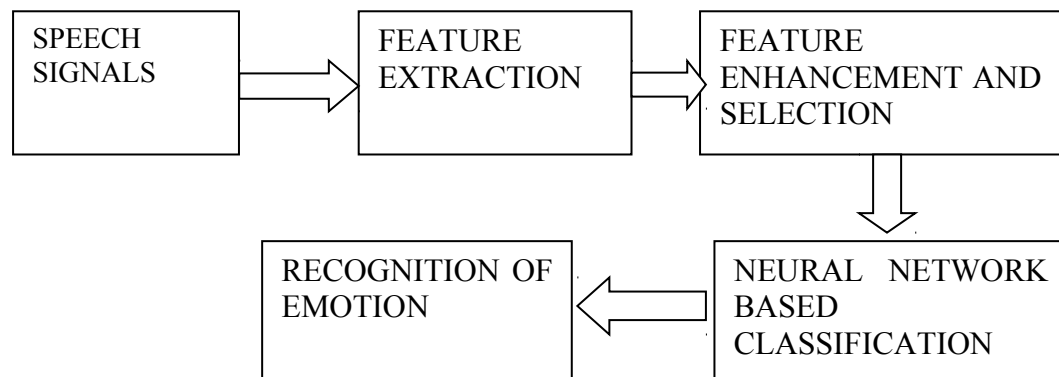 SPEECH
SIGNALS
FEATURE
EXTRACTION
FEATURE
ENHANCEMENT AND
SELECTION
NEURAL NETWORK
BASED
CLASSIFICATION
RECOGNITION OF
EMOTION